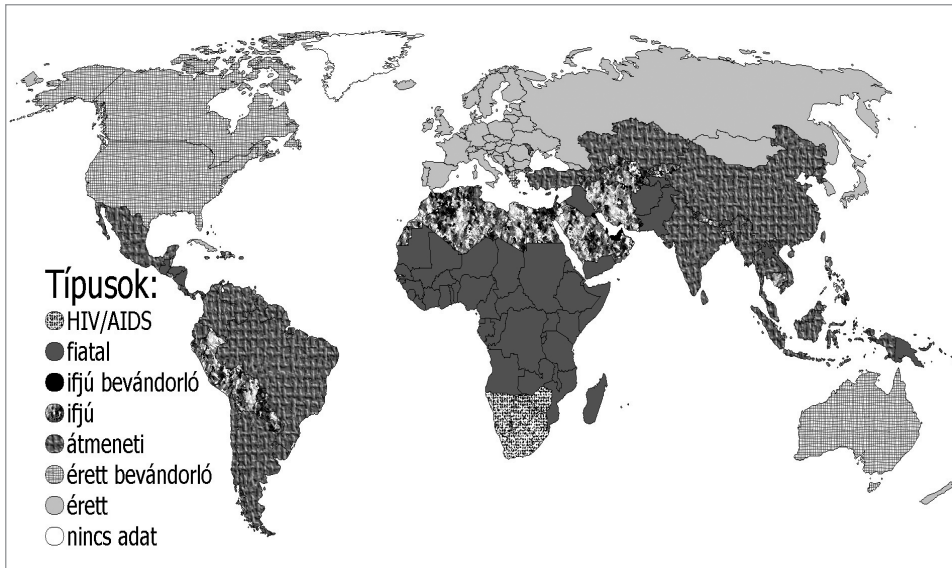 Típusok:
HIV/AIDS
fiatal
ifjú bevándorló
ifjú
átmeneti
érett bevándorló
érett
nincs adat